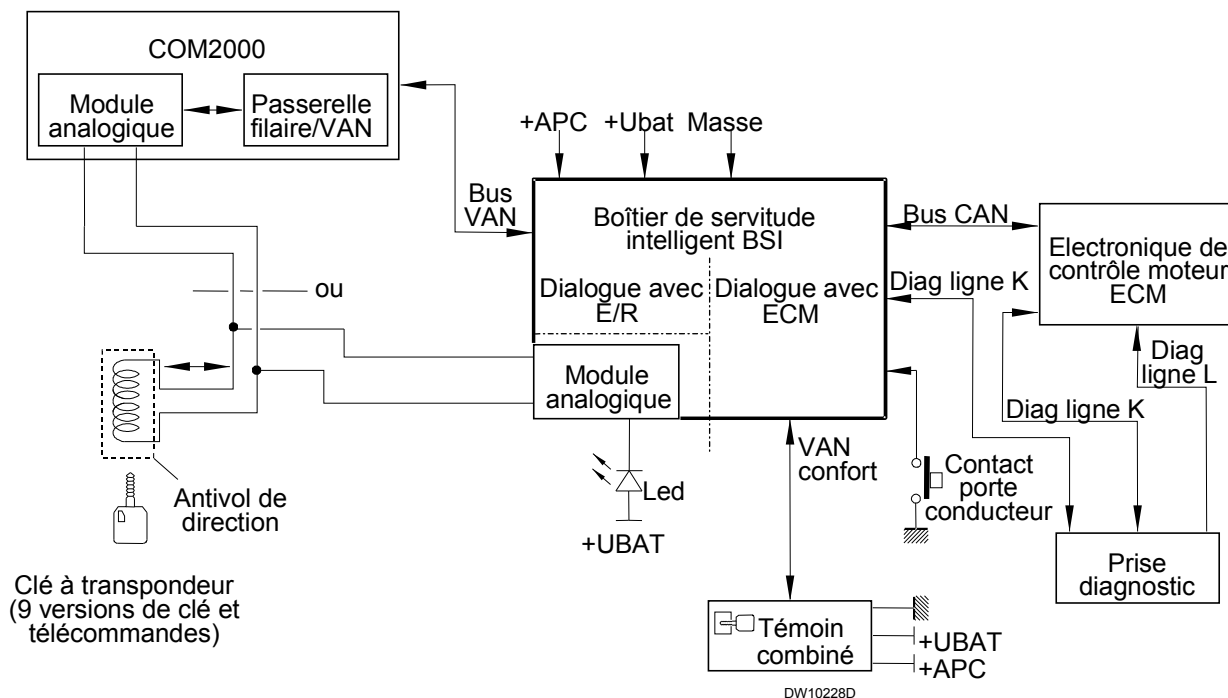 COM2000
Module
analogique
Passerelle
filaire/VAN
+APC
+Ubat
Masse
Bus
VAN
Boîtier de servitude
intelligent BSI
Dialogue avec
E/R
Dialogue avec
ECM
Module
analogique
Bus CAN
Electronique de
contrôle moteur
ECM
Diag ligne K
Diag
ligne L
Diag ligne K
ou
Antivol de
direction
Led
+UBAT
VAN
confort
Contact
porte
conducteur
Prise
diagnostic
Clé à transpondeur
(9 versions de clé et
télécommandes)
Témoin
combiné
+UBAT
+APC
DW10228D